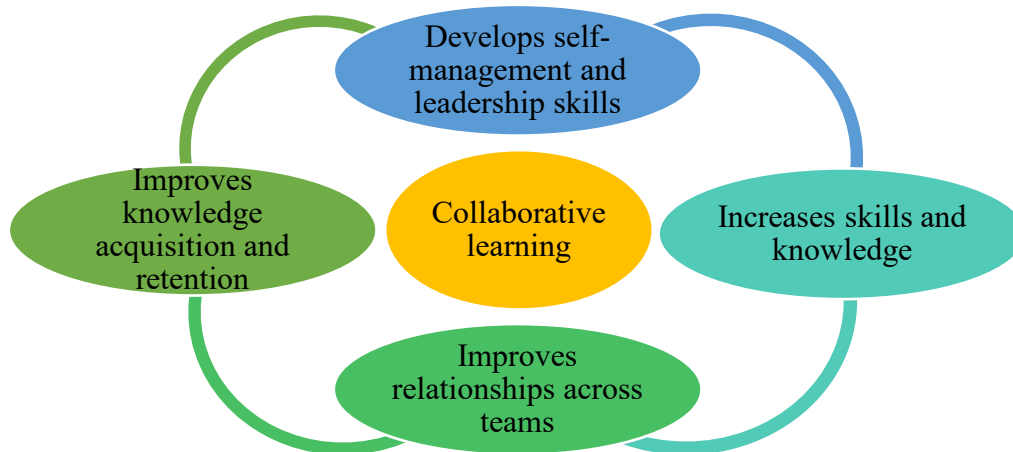 Develops self-
management and
leadership skills
Improves
knowledge
acquisition and
retention
Collaborative
learning
Increases skills and
knowledge
Improves
relationships across
teams